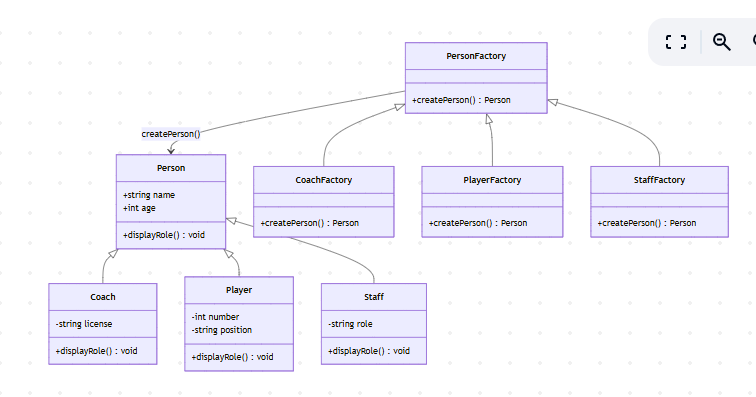 PersonFactory
+createPerson() : Person
createPerson()
Person
+string name
+int age
+displayRole() : void
CoachFactory
+createPerson() : Person
PlayerFactory
+createPerson() : Person
StaffFactory
+createPerson() : Person
Coach
-string license
+displayRole() : void
Player
-int number
-string position
+displayRole() : void
Staff
-string role
+displayRole() : void